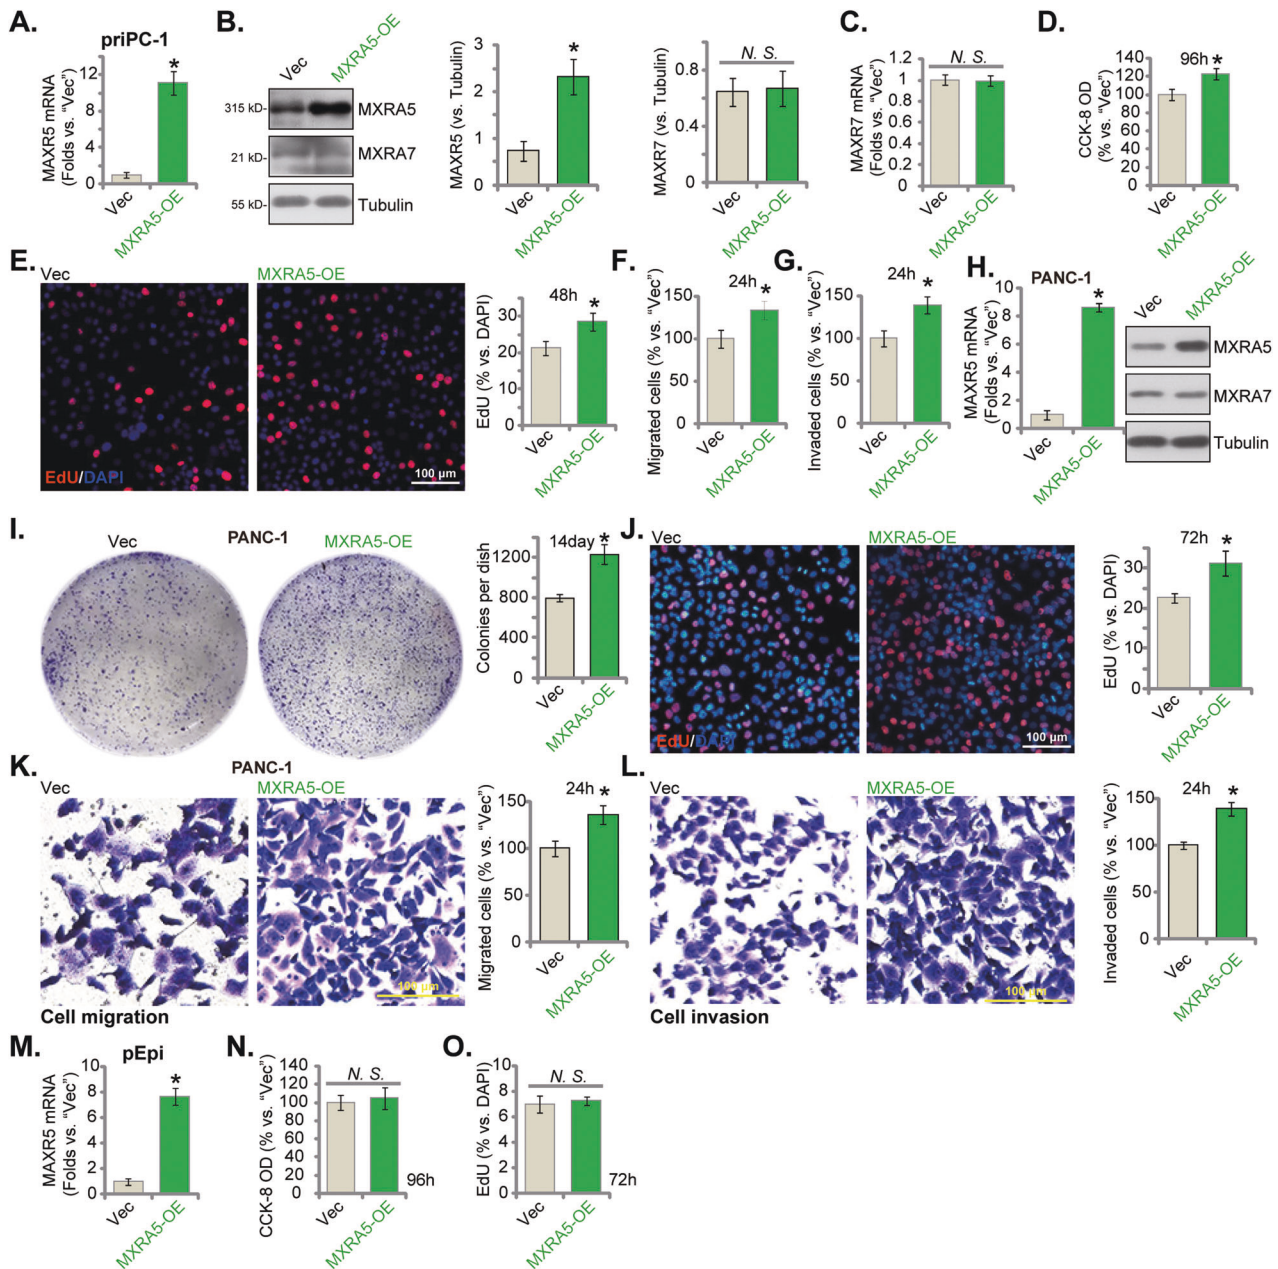 A.
priPC-1
MAXR5 mRNA
(Folds vs. “Vec”)
12
8
4
0
*
Vec
MXRA5-OE
B.
Vec
MXRA5-OE
315 kD-
MXRA5
21 kD-
MXRA7
55 kD-
Tubulin
MAXR5 (vs. Tubulin)
3
2
1
0
*
Vec
MXRA5-OE
MAXR7 (vs. Tubulin)
0.8
0.4
0
N. S.
Vec
MXRA5-OE
C.
MAXR7 mRNA
(Folds vs. “Vec”)
1.2
1
0.8
0.6
0.4
0.2
0
N. S.
Vec
MXRA5-OE
D.
CCK-8 OD
(% vs. “Vec”)
140
120
100
80
60
40
20
0
96h *
Vec
MXRA5-OE
E.
Vec
MXRA5-OE
EdU/DAPI
100 µm
EdU (% vs. DAPI)
30
20
10
0
48h
*
Vec
MXRA5-OE
F.
Migrated cells (% vs. “Vec”)
150
100
50
0
24h *
Vec
MXRA5-OE
G.
Invaded cells (% vs. “Vec”)
150
100
50
0
24h
*
Vec
MXRA5-OE
H.
PANC-1
MAXR5 mRNA
(Folds vs. “Vec”)
10
8
6
4
2
0
*
Vec
MXRA5-OE
Vec
MXRA5-OE
MXRA5
MXRA7
Tubulin
I.
Vec
PANC-1
MXRA5-OE
Colonies per dish
1200
800
400
0
14day *
Vec
MXRA5-OE
J.
Vec
MXRA5-OE
EdU/DAPI
100 µm
EdU (% vs. DAPI)
30
20
10
0
72h *
Vec
MXRA5-OE
K.
PANC-1
Vec
MXRA5-OE
100 µm
Cell migration
Migrated cells (% vs. “Vec”)
150
100
50
0
24h *
Vec
MXRA5-OE
L.
Vec
MXRA5-OE
100 µm
Cell invasion
Invaded cells (% vs. “Vec”)
150
100
50
0
24h *
Vec
MXRA5-OE
M.
pEpi
MAXR5 mRNA
(Folds vs. “Vec”)
10
8
6
4
2
0
*
Vec
MXRA5-OE
N.
CCK-8 OD (% vs. “Vec”)
140
120
100
80
60
40
20
0
N. S.
96h
Vec
MXRA5-OE
O.
EdU (% vs. DAPI)
10
8
6
4
2
0
N. S.
72h
Vec
MXRA5-OE